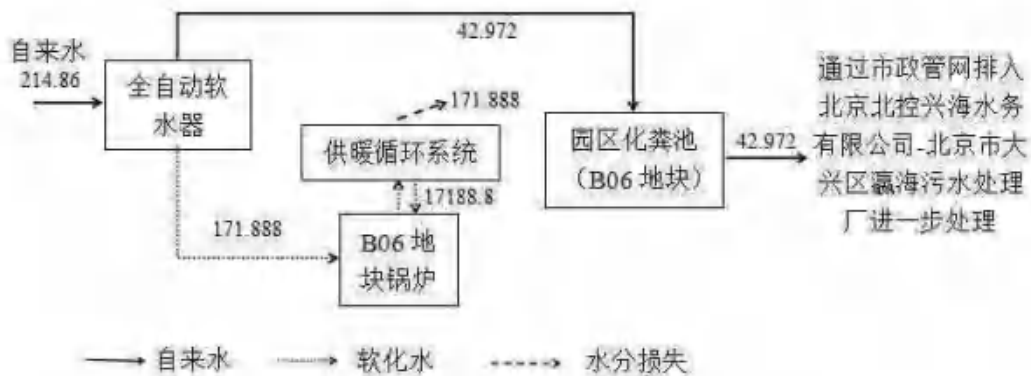 自来水
214.86
全自动软
水器
42.972
171.888
供暖循环系统
17188.8
171.888
B06 地
块锅炉
园区化粪池
（B06 地块）
42.972
通过市政管网排入
北京北控兴海水务
有限公司-北京市大
兴区瀛海污水处理
厂进一步处理
自来水
软化水
水分损失